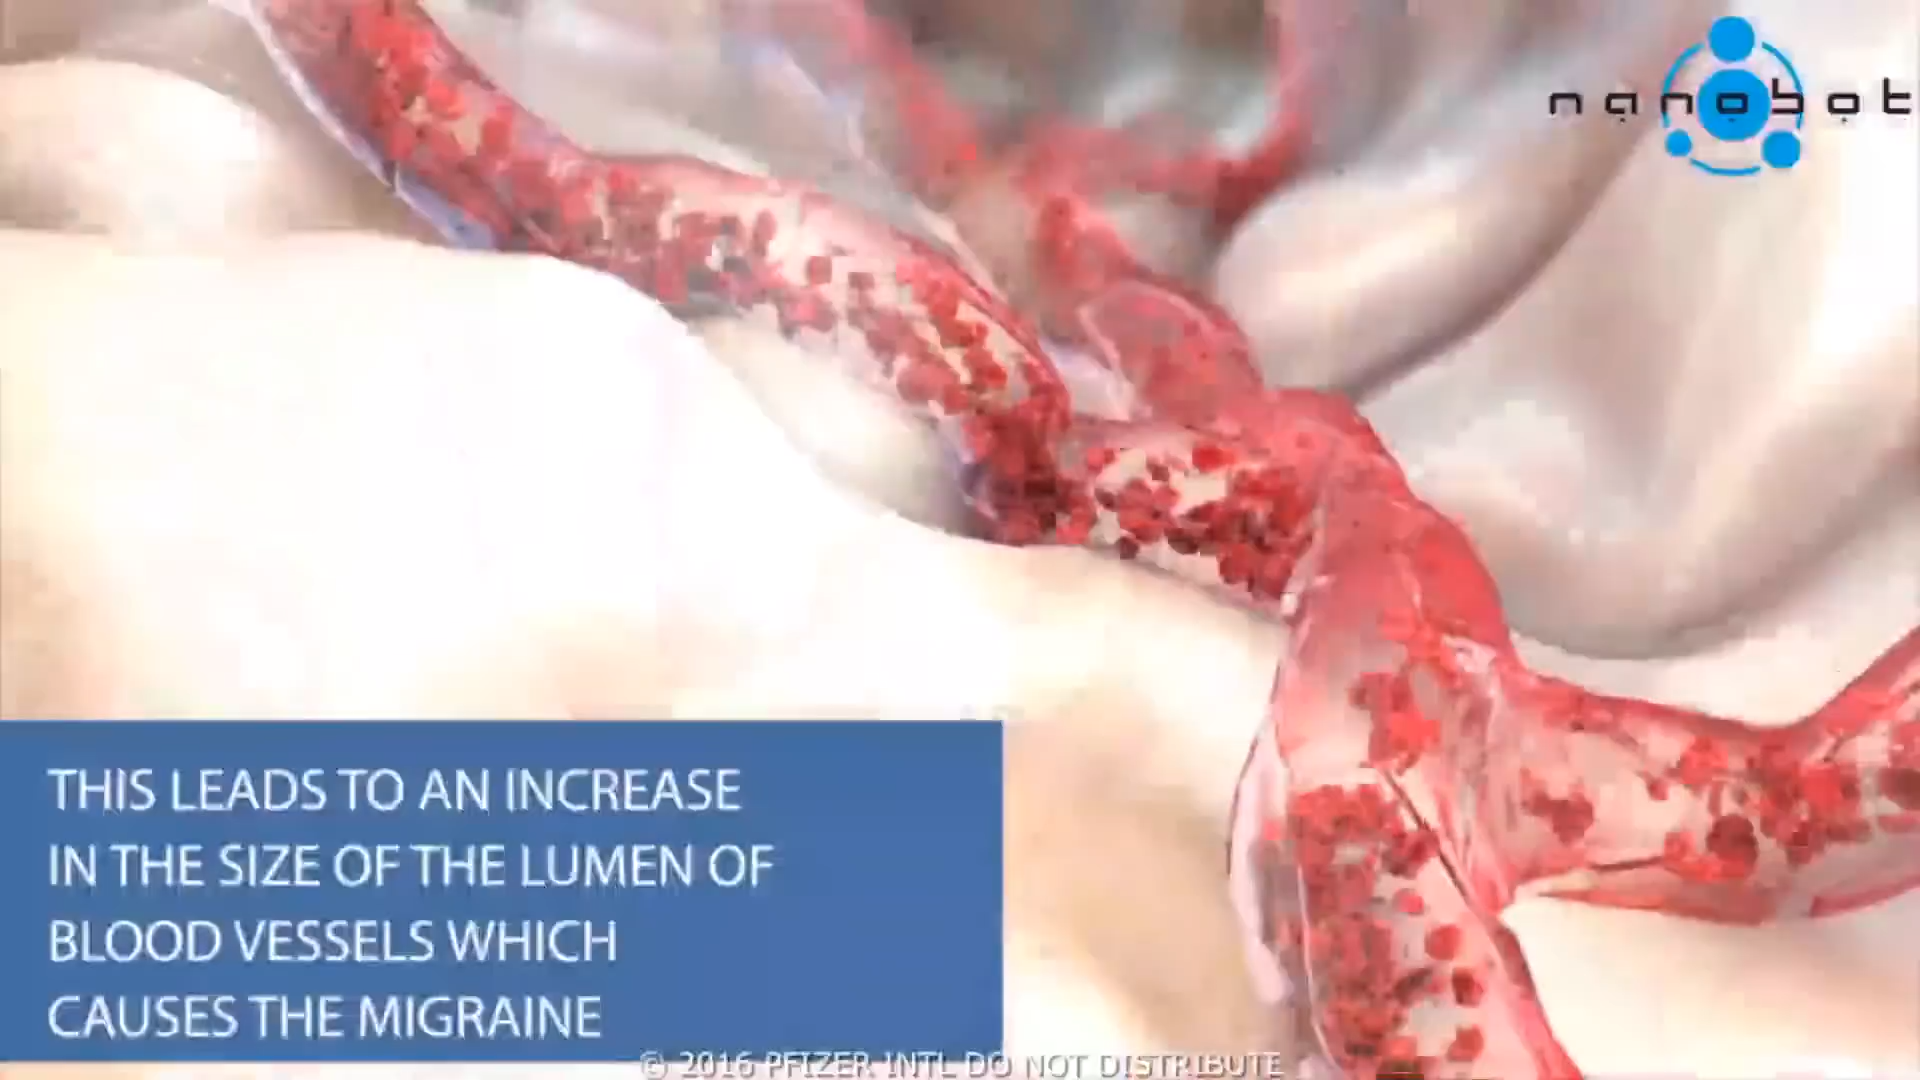 nanobot
THIS LEADS TO AN INCREASE
IN THE SIZE OF THE LUMEN OF
BLOOD VESSELS WHICH
CAUSES THE MIGRAINE
© 2016 PFIZER INTL DO NOT DISTRIBUTE